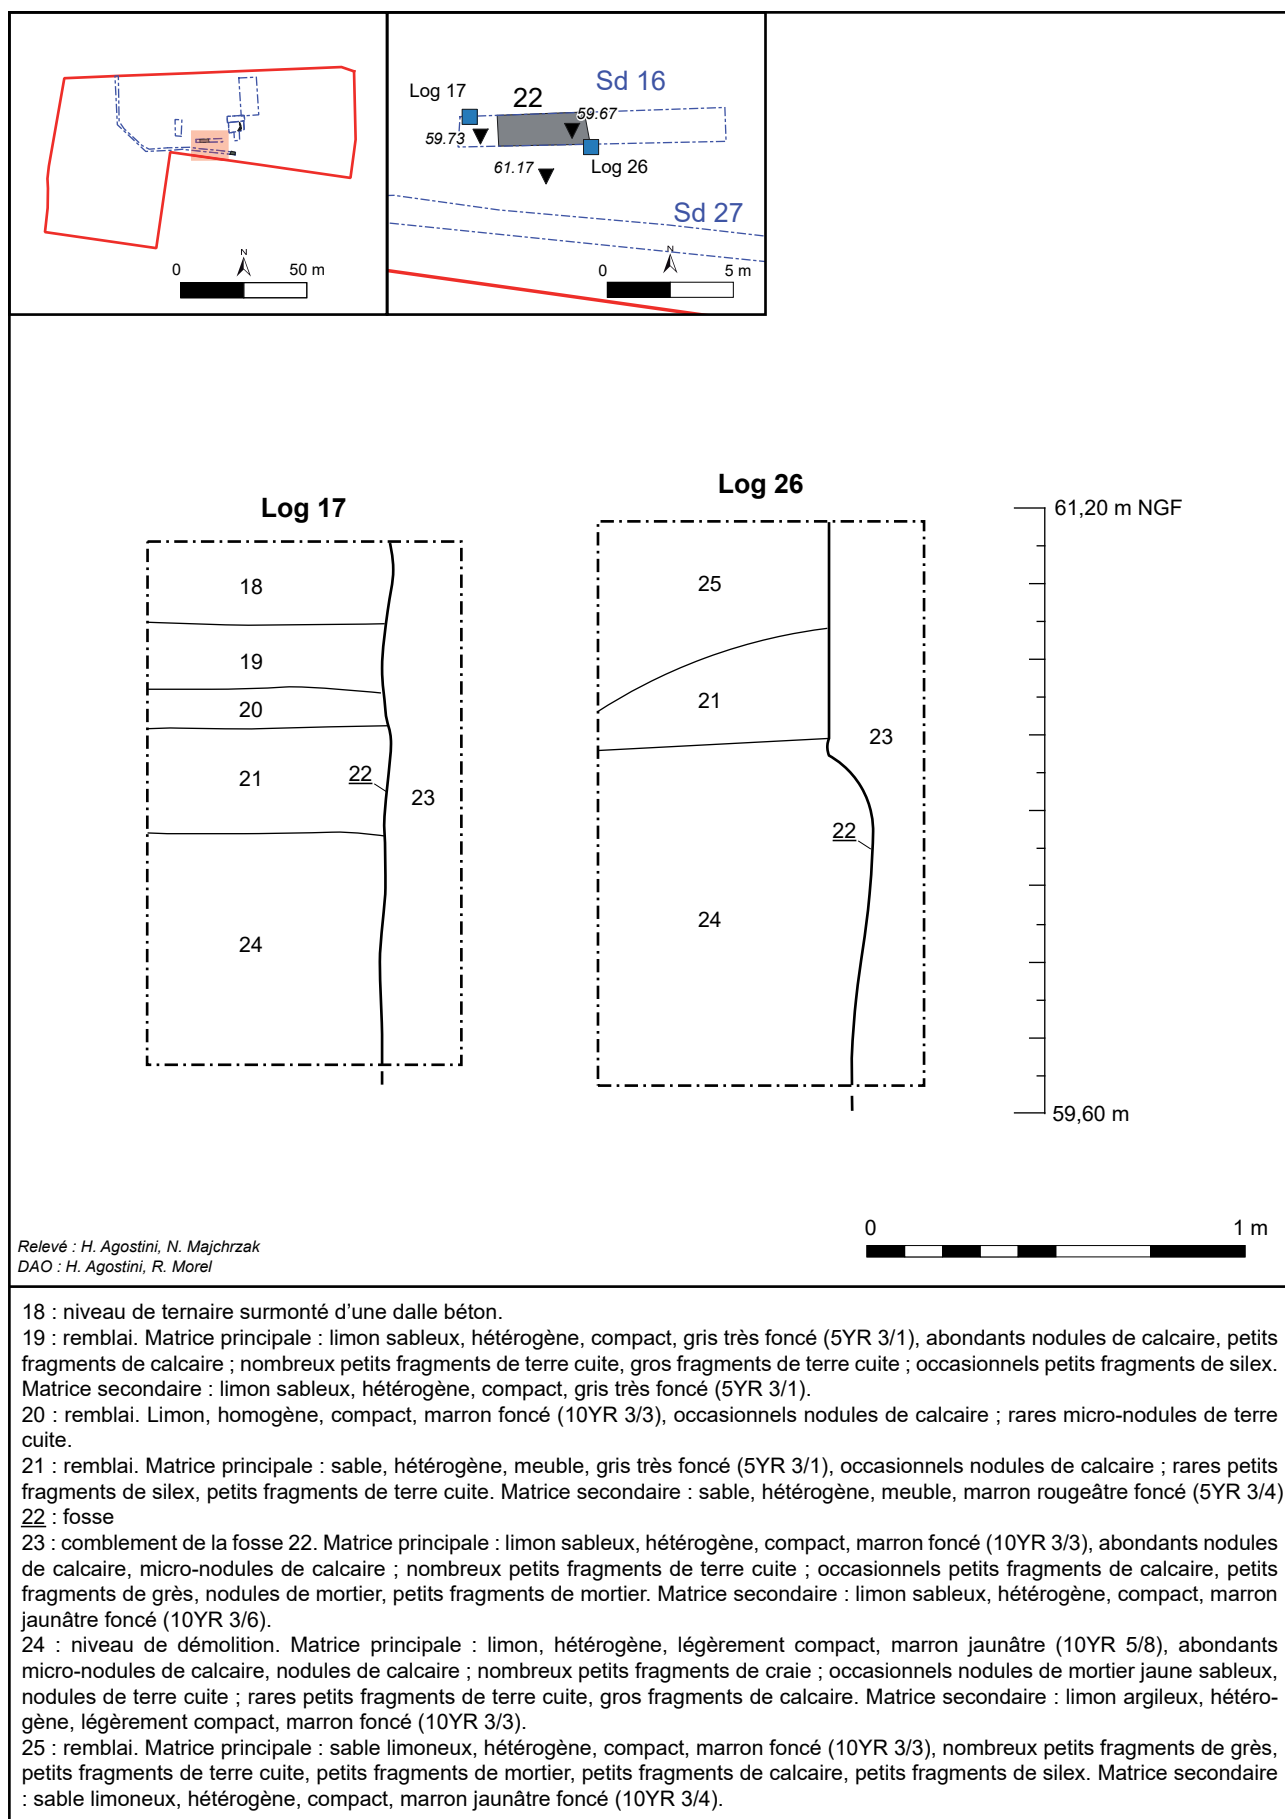 Log 17
22
Sd 16
59.67
59.73
61.17
Log 26
Sd 27
N
0
50 m
N
0
5 m
Log 17
Log 26
61,20 m NGF
18
25
19
20
21
21
22
23
23
22
24
24
59,60 m
0
1 m
Relevé : H. Agostini, N. Majchrzak
DAO : H. Agostini, R. Morel
18 : niveau de ternaire surmonté d'une dalle béton.
19 : remblai. Matrice principale : limon sableux, hétérogène, compact, gris très foncé (5YR 3/1), abondants nodules de calcaire, petits
fragments de calcaire ; nombreux petits fragments de terre cuite, gros fragments de terre cuite ; occasionnels petits fragments de silex.
Matrice secondaire : limon sableux, hétérogène, compact, gris très foncé (5YR 3/1).
20 : remblai. Limon, homogène, compact, marron foncé (10YR 3/3), occasionnels nodules de calcaire ; rares micro-nodules de terre
cuite.
21 : remblai. Matrice principale : sable, hétérogène, meuble, gris très foncé (5YR 3/1), occasionnels nodules de calcaire ; rares petits
fragments de silex, petits fragments de terre cuite. Matrice secondaire : sable, hétérogène, meuble, marron rougeâtre foncé (5YR 3/4)
22 : fosse
23 : comblement de la fosse 22. Matrice principale : limon sableux, hétérogène, compact, marron foncé (10YR 3/3), abondants nodules
de calcaire, micro-nodules de calcaire ; nombreux petits fragments de terre cuite ; occasionnels petits fragments de calcaire, petits
fragments de grès, nodules de mortier, petits fragments de mortier. Matrice secondaire : limon sableux, hétérogène, compact, marron
jaunâtre foncé (10YR 3/6).
24 : niveau de démolition. Matrice principale : limon, hétérogène, légèrement compact, marron jaunâtre (10YR 5/8), abondants
micro-nodules de calcaire, nodules de calcaire ; nombreux petits fragments de craie ; occasionnels nodules de mortier jaune sableux,
nodules de terre cuite ; rares petits fragments de terre cuite, gros fragments de calcaire. Matrice secondaire : limon argileux, hétéro-
gène, légèrement compact, marron foncé (10YR 3/3).
25 : remblai. Matrice principale : sable limoneux, hétérogène, compact, marron foncé (10YR 3/3), nombreux petits fragments de grès,
petits fragments de terre cuite, petits fragments de mortier, petits fragments de calcaire, petits fragments de silex. Matrice secondaire
: sable limoneux, hétérogène, compact, marron jaunâtre foncé (10YR 3/4).